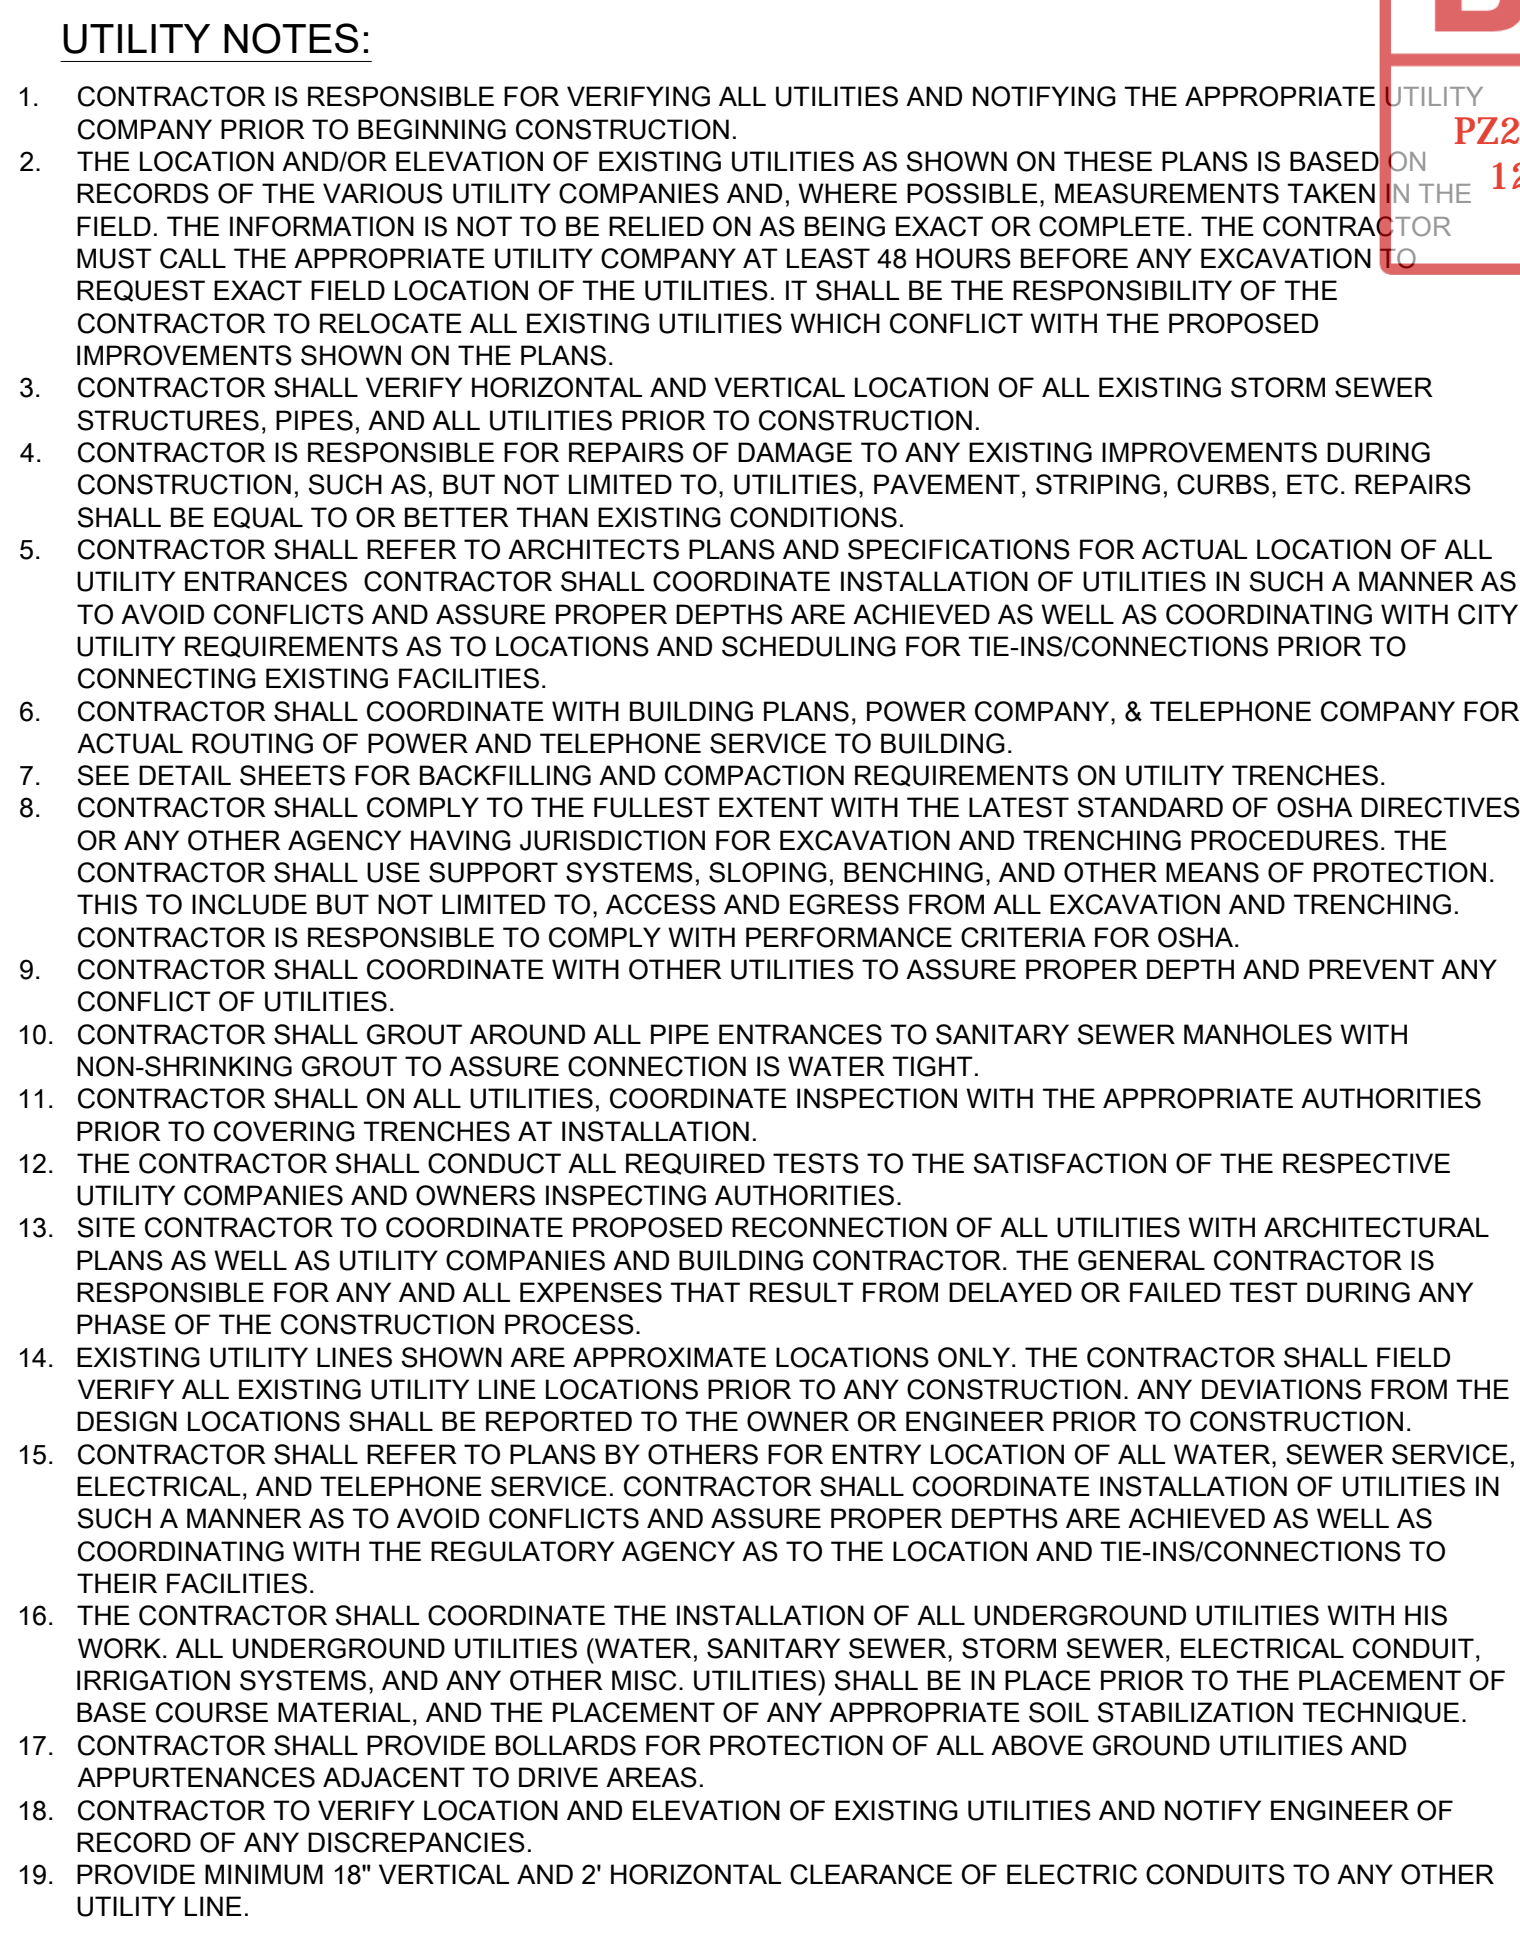 UTILITY NOTES:
1. CONTRACTOR IS RESPONSIBLE FOR VERIFYING ALL UTILITIES AND NOTIFYING THE APPROPRIATE UTILITY
COMPANY PRIOR TO BEGINNING CONSTRUCTION.
PZ2
2. THE LOCATION AND/OR ELEVATION OF EXISTING UTILITIES AS SHOWN ON THESE PLANS IS BASED ON
RECORDS OF THE VARIOUS UTILITY COMPANIES AND, WHERE POSSIBLE, MEASUREMENTS TAKEN IN THE
FIELD. THE INFORMATION IS NOT TO BE RELIED ON AS BEING EXACT OR COMPLETE. THE CONTRACTOR
MUST CALL THE APPROPRIATE UTILITY COMPANY AT LEAST 48 HOURS BEFORE ANY EXCAVATION TO
REQUEST EXACT FIELD LOCATION OF THE UTILITIES. IT SHALL BE THE RESPONSIBILITY OF THE
CONTRACTOR TO RELOCATE ALL EXISTING UTILITIES WHICH CONFLICT WITH THE PROPOSED
IMPROVEMENTS SHOWN ON THE PLANS.
3. CONTRACTOR SHALL VERIFY HORIZONTAL AND VERTICAL LOCATION OF ALL EXISTING STORM SEWER
STRUCTURES, PIPES, AND ALL UTILITIES PRIOR TO CONSTRUCTION.
4. CONTRACTOR IS RESPONSIBLE FOR REPAIRS OF DAMAGE TO ANY EXISTING IMPROVEMENTS DURING
CONSTRUCTION, SUCH AS, BUT NOT LIMITED TO, UTILITIES, PAVEMENT, STRIPING, CURBS, ETC. REPAIRS
SHALL BE EQUAL TO OR BETTER THAN EXISTING CONDITIONS.
5. CONTRACTOR SHALL REFER TO ARCHITECTS PLANS AND SPECIFICATIONS FOR ACTUAL LOCATION OF ALL
UTILITY ENTRANCES CONTRACTOR SHALL COORDINATE INSTALLATION OF UTILITIES IN SUCH A MANNER AS
TO AVOID CONFLICTS AND ASSURE PROPER DEPTHS ARE ACHIEVED AS WELL AS COORDINATING WITH CITY
UTILITY REQUIREMENTS AS TO LOCATIONS AND SCHEDULING FOR TIE-INS/CONNECTIONS PRIOR TO
CONNECTING EXISTING FACILITIES.
6. CONTRACTOR SHALL COORDINATE WITH BUILDING PLANS, POWER COMPANY, & TELEPHONE COMPANY FOR
ACTUAL ROUTING OF POWER AND TELEPHONE SERVICE TO BUILDING.
7. SEE DETAIL SHEETS FOR BACKFILLING AND COMPACTION REQUIREMENTS ON UTILITY TRENCHES.
8. CONTRACTOR SHALL COMPLY TO THE FULLEST EXTENT WITH THE LATEST STANDARD OF OSHA DIRECTIVES
OR ANY OTHER AGENCY HAVING JURISDICTION FOR EXCAVATION AND TRENCHING PROCEDURES. THE
CONTRACTOR SHALL USE SUPPORT SYSTEMS, SLOPING, BENCHING, AND OTHER MEANS OF PROTECTION.
THIS TO INCLUDE BUT NOT LIMITED TO, ACCESS AND EGRESS FROM ALL EXCAVATION AND TRENCHING.
CONTRACTOR IS RESPONSIBLE TO COMPLY WITH PERFORMANCE CRITERIA FOR OSHA.
9. CONTRACTOR SHALL COORDINATE WITH OTHER UTILITIES TO ASSURE PROPER DEPTH AND PREVENT ANY
CONFLICT OF UTILITIES.
10. CONTRACTOR SHALL GROUT AROUND ALL PIPE ENTRANCES TO SANITARY SEWER MANHOLES WITH
NON-SHRINKING GROUT TO ASSURE CONNECTION IS WATER TIGHT.
11. CONTRACTOR SHALL ON ALL UTILITIES, COORDINATE INSPECTION WITH THE APPROPRIATE AUTHORITIES
PRIOR TO COVERING TRENCHES AT INSTALLATION.
12. THE CONTRACTOR SHALL CONDUCT ALL REQUIRED TESTS TO THE SATISFACTION OF THE RESPECTIVE
UTILITY COMPANIES AND OWNERS INSPECTING AUTHORITIES.
13. SITE CONTRACTOR TO COORDINATE PROPOSED RECONNECTION OF ALL UTILITIES WITH ARCHITECTURAL
PLANS AS WELL AS UTILITY COMPANIES AND BUILDING CONTRACTOR. THE GENERAL CONTRACTOR IS
RESPONSIBLE FOR ANY AND ALL EXPENSES THAT RESULT FROM DELAYED OR FAILED TEST DURING ANY
PHASE OF THE CONSTRUCTION PROCESS.
14. EXISTING UTILITY LINES SHOWN ARE APPROXIMATE LOCATIONS ONLY. THE CONTRACTOR SHALL FIELD
VERIFY ALL EXISTING UTILITY LINE LOCATIONS PRIOR TO ANY CONSTRUCTION. ANY DEVIATIONS FROM THE
DESIGN LOCATIONS SHALL BE REPORTED TO THE OWNER OR ENGINEER PRIOR TO CONSTRUCTION.
15. CONTRACTOR SHALL REFER TO PLANS BY OTHERS FOR ENTRY LOCATION OF ALL WATER, SEWER SERVICE,
ELECTRICAL, AND TELEPHONE SERVICE. CONTRACTOR SHALL COORDINATE INSTALLATION OF UTILITIES IN
SUCH A MANNER AS TO AVOID CONFLICTS AND ASSURE PROPER DEPTHS ARE ACHIEVED AS WELL AS
COORDINATING WITH THE REGULATORY AGENCY AS TO THE LOCATION AND TIE-INS/CONNECTIONS TO
THEIR FACILITIES.
16. THE CONTRACTOR SHALL COORDINATE THE INSTALLATION OF ALL UNDERGROUND UTILITIES WITH HIS
WORK. ALL UNDERGROUND UTILITIES (WATER, SANITARY SEWER, STORM SEWER, ELECTRICAL CONDUIT,
IRRIGATION SYSTEMS, AND ANY OTHER MISC. UTILITIES) SHALL BE IN PLACE PRIOR TO THE PLACEMENT OF
BASE COURSE MATERIAL, AND THE PLACEMENT OF ANY APPROPRIATE SOIL STABILIZATION TECHNIQUE.
17. CONTRACTOR SHALL PROVIDE BOLLARDS FOR PROTECTION OF ALL ABOVE GROUND UTILITIES AND
APPURTENANCES ADJACENT TO DRIVE AREAS.
18. CONTRACTOR TO VERIFY LOCATION AND ELEVATION OF EXISTING UTILITIES AND NOTIFY ENGINEER OF
RECORD OF ANY DISCREPANCIES.
19. PROVIDE MINIMUM 18" VERTICAL AND 2' HORIZONTAL CLEARANCE OF ELECTRIC CONDUITS TO ANY OTHER
UTILITY LINE.